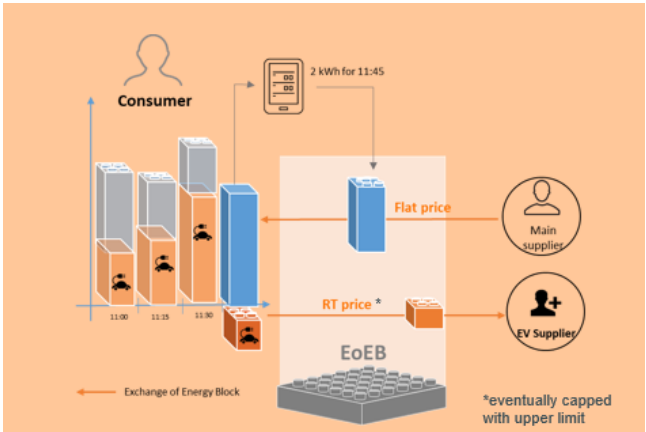 2 kWh for 11:45
Consumer
Flat price
Main
supplier
11:00
11:15
11:30
RT price *
EV Supplier
EoEB
Exchange of Energy Block
*eventually capped
with upper limit